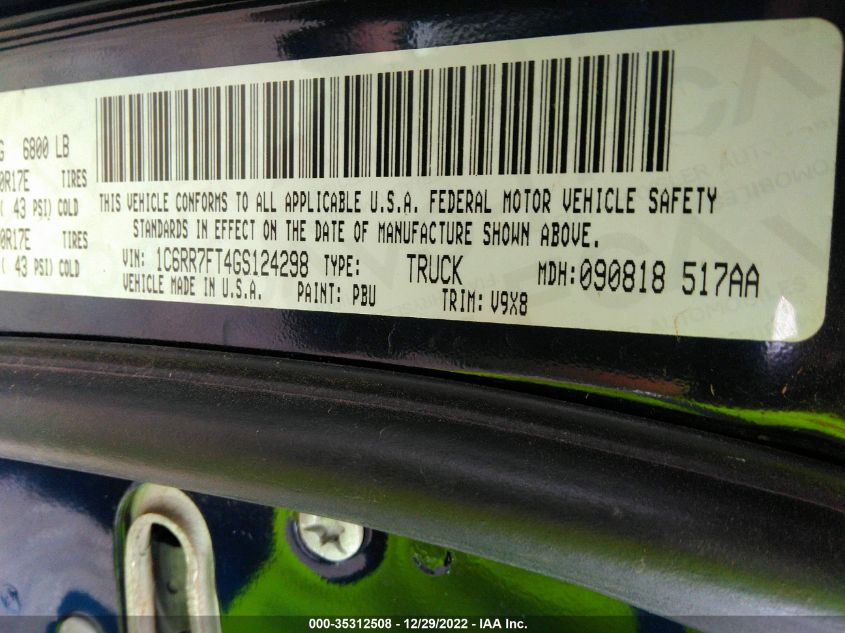 G 6800 LB
0R17E TIRES
( 43 PSI) COLD
0R17E TIRES
( 43 PSI) COLD
THIS VEHICLE CONFORMS TO ALL APPLICABLE U.S.A. FEDERAL MOTOR VEHICLE SAFETY
STANDARDS IN EFFECT ON THE DATE OF MANUFACTURE SHOWN ABOVE.
VIN: 1C6RR7FT4GS124298 TYPE: TRUCK MDH: 090818 517AA
VEHICLE MADE IN U.S.A. PAINT: PBU TRIM: V9X8
000-35312508 - 12/29/2022 - IAA Inc.